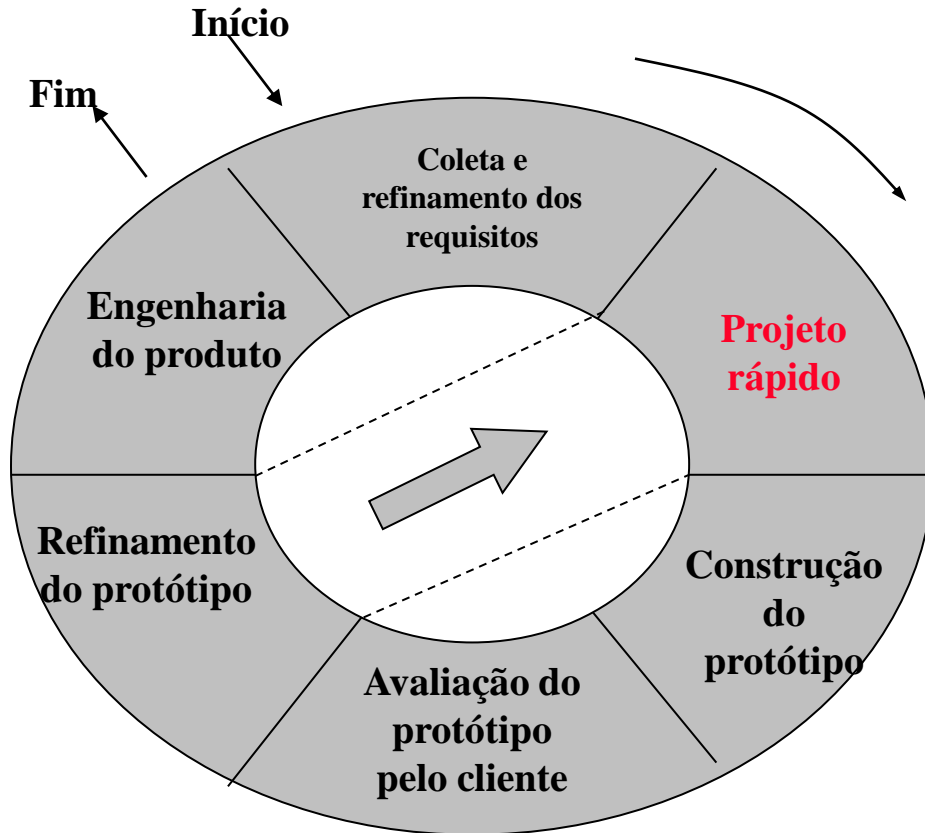 Início
Fim
Coleta e
refinamento dos
requisitos
Projeto
rápido
Construção
do
protótipo
Avaliação do
protótipo
pelo cliente
Refinamento
do protótipo
Engenharia
do produto